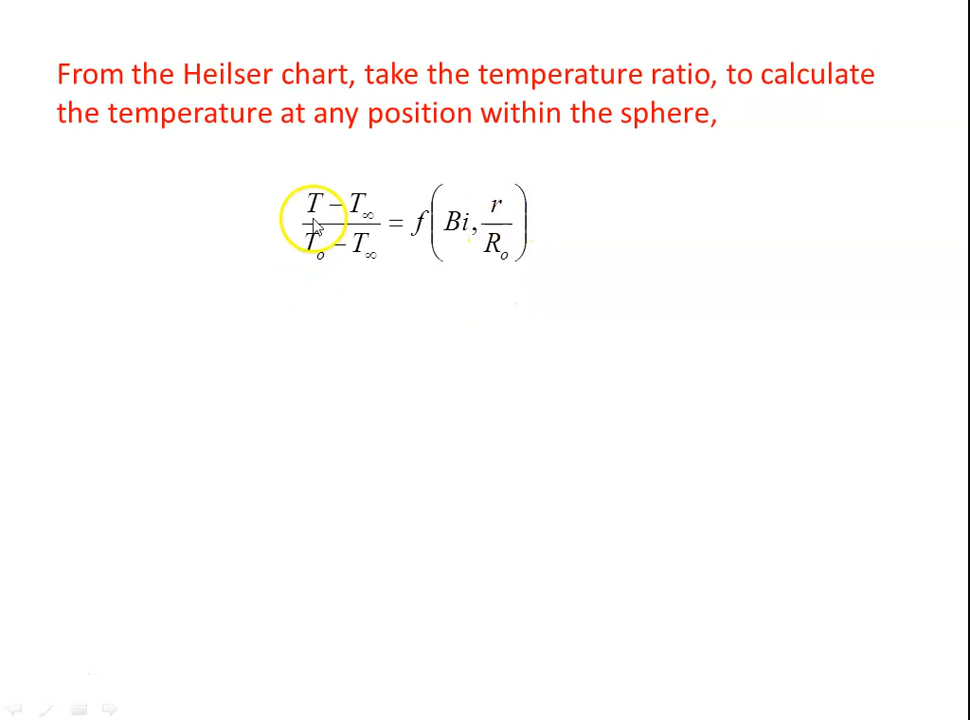 From the Heilser chart, take the temperature ratio, to calculate
the temperature at any position within the sphere,
(T − T∞)/(Tₒ − T∞) = f(Bi, r/Rₒ)